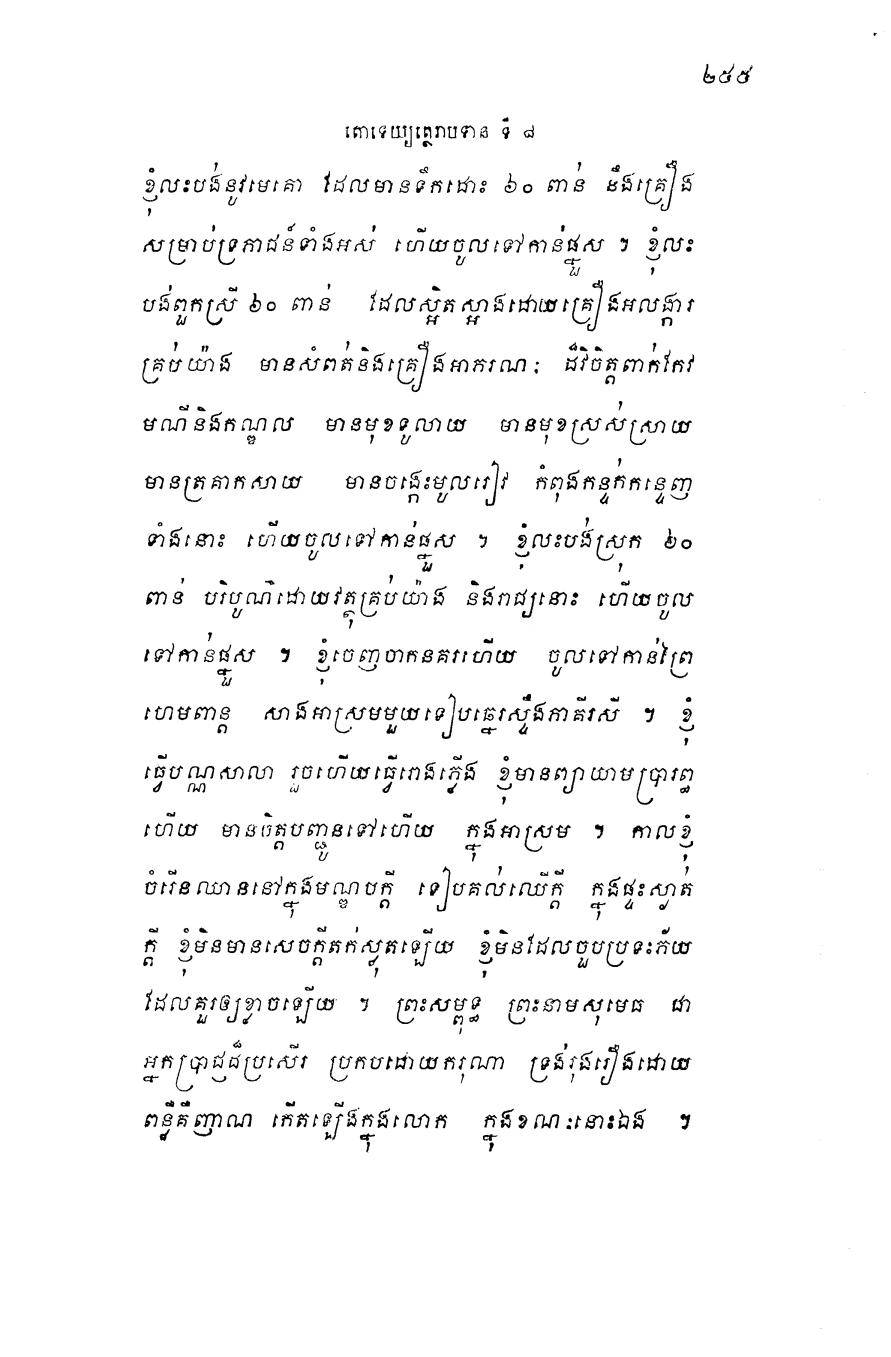 ២៥៥
តោទេយ្យត្ថេរាបទាន ទី ៨
ខ្ញុំលះបង់នូវមេគោ ដែលមានទឹកដោះ ៦០ ពាន់ នឹងគ្រឿង
សម្រាប់ទ្រភាជន៍ទាំងអស់ ហើយចូលទៅកាន់ផ្នួស ។ ខ្ញុំលះ
បង់ពួកស្រី ៦០ ពាន់ ដែលស្អិតស្អាងដោយគ្រឿងអលង្ការ
គ្រប់យ៉ាង មានសំពត់និងគ្រឿងអាភរណៈ ដ៏វិចិត្តពាក់កែវ
មណីនិងកណ្ឌល មានមុខទូលាយ មានមុខស្រស់ស្រាយ
មានត្រគាកសាយ មានចង្កេះមូលរៀវ កំពុងកន្ទក់កន្ទេញ
ទាំងនោះ ហើយចូលទៅកាន់ផ្នួស ។ ខ្ញុំលះបង់ស្រុក ៦០
ពាន់ បរិបូណ៌ដោយវត្ថុគ្រប់យ៉ាង និងរាជ្យនោះ ហើយចូល
ទៅកាន់ផ្នួស ។ ខ្ញុំចេញចាកនគរហើយ ចូលទៅកាន់ព្រៃ
ហេមពាន្ត សាងអាស្រមមួយទៀបឆ្នេរស្ទឹងភាគីរសី ។ ខ្ញុំ
ធ្វើបណ្ណសាលា រួចហើយធ្វើរោងភ្លើង ខ្ញុំមានព្យាយាមប្រារព្ធ
ហើយ មានចិត្តបញ្ជូនទៅហើយ ក្នុងអាស្រម ។ កាលខ្ញុំ
ចំរើនឈាននៅក្នុងមណ្ឌបក្តី ទៀបគល់ឈើក្តី ក្នុងផ្ទះស្ងាត់
ក្តី ខ្ញុំមិនមានសេចក្តីតក់ស្លុតឡើយ ខ្ញុំមិនដែលចួបប្រទះភ័យ
ដែលគួរឲ្យខ្លាចឡើយ ។ ព្រះសម្ពុទ្ធ ព្រះនាមសុមេធ ជា
អ្នកប្រាជ្ញដ៏ប្រសើរ ប្រកបដោយករុណា ទ្រង់រុងរឿងដោយ
ពន្លឺគឺញាណ កើតឡើងក្នុងលោក ក្នុងខណៈនោះឯង ។